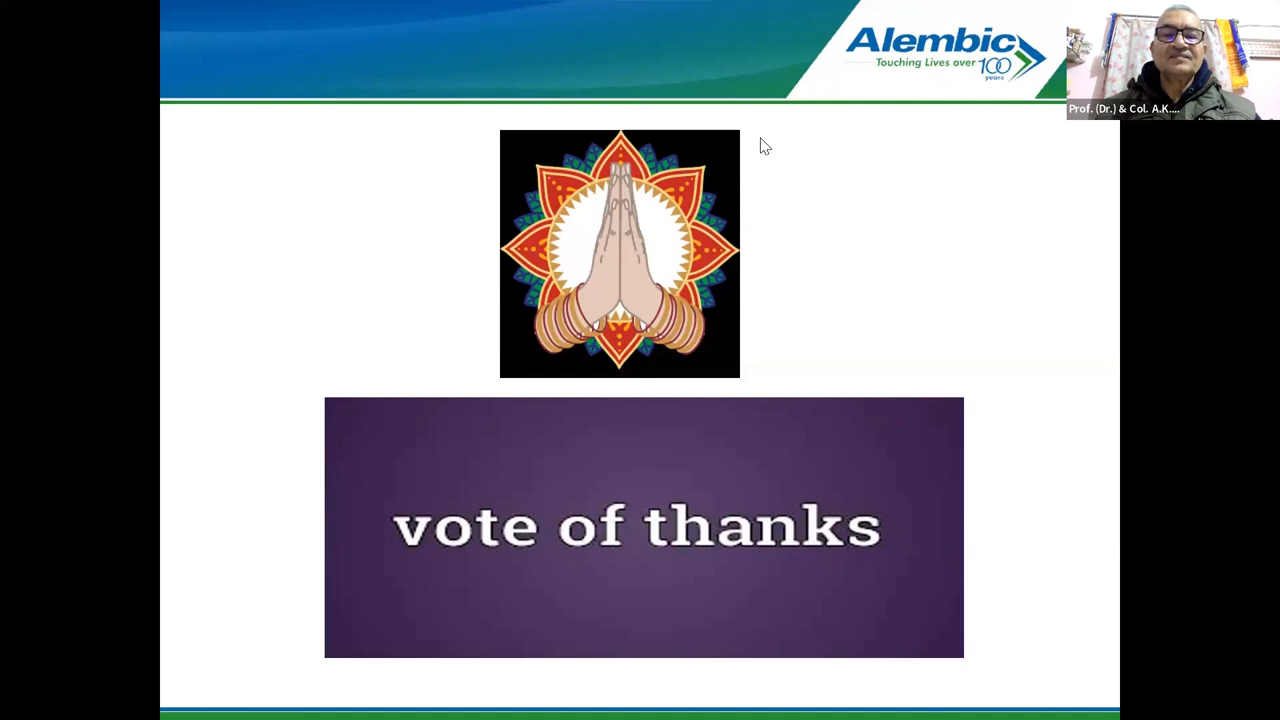 Alembic
Touching Lives over 100 years
Prof. (Dr.) & Col. A.K....
vote of thanks